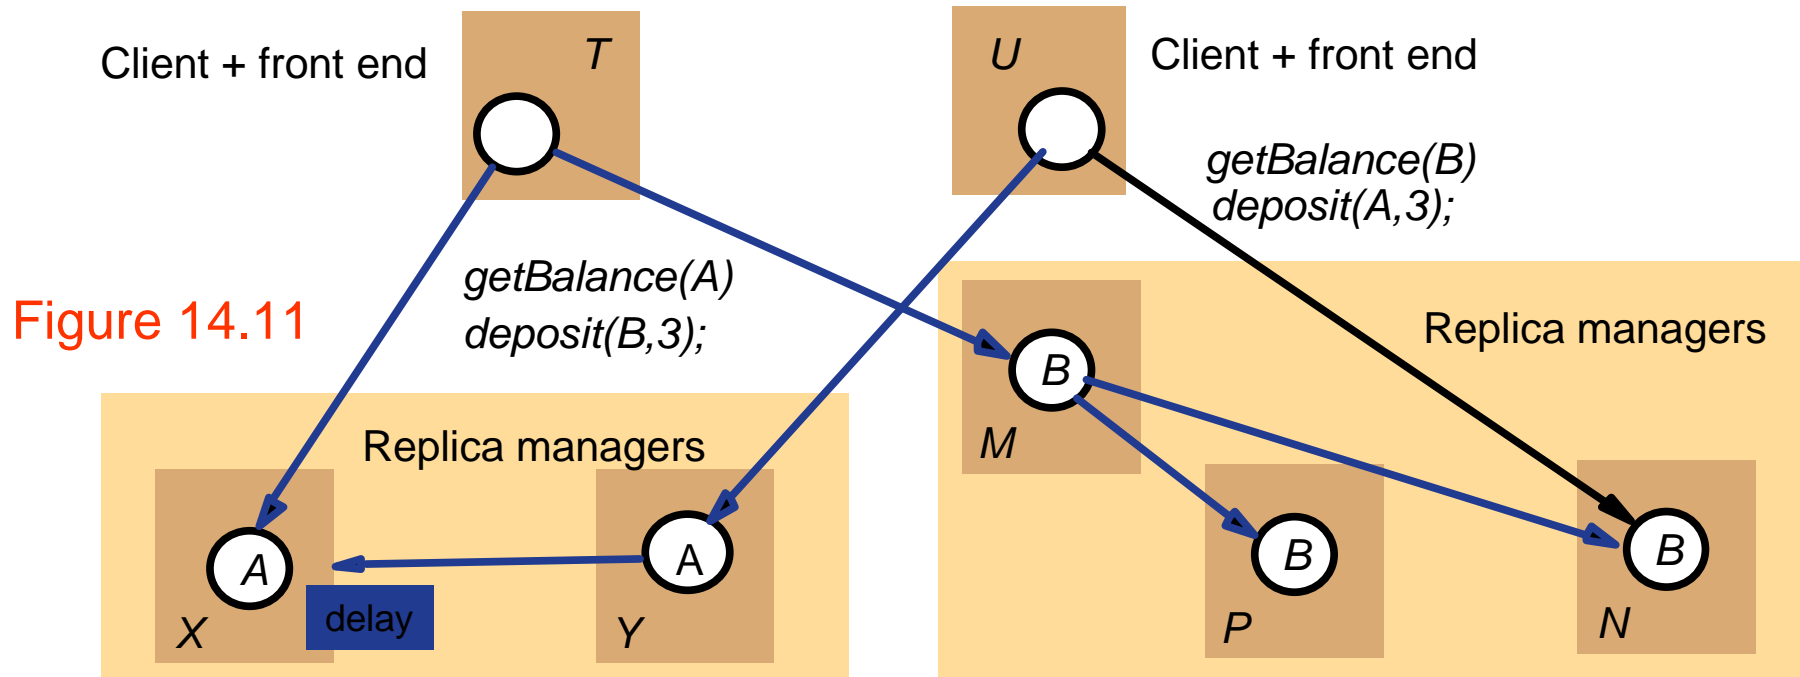 T
U
Client + front end
Client + front end
getBalance(B)
deposit(A,3);
getBalance(A)
deposit(B,3);
Figure 14.11
Replica managers
B
M
Replica managers
A
A
B
B
X
delay
Y
P
N